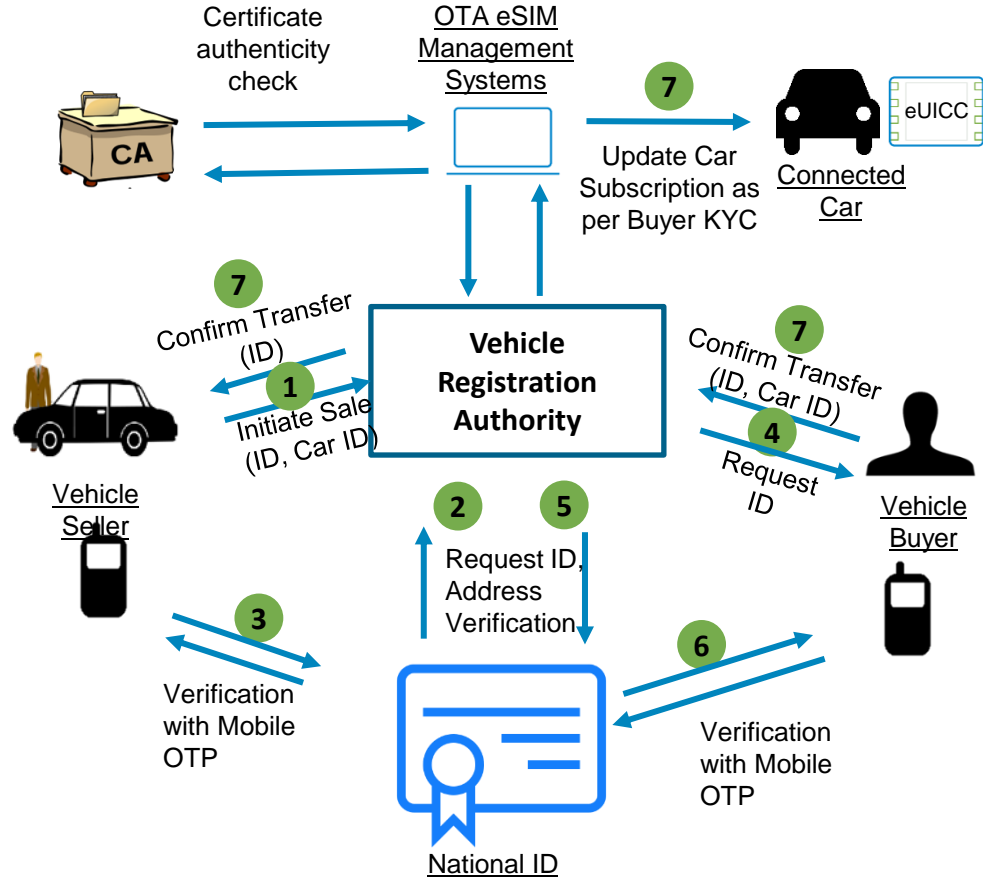 Certificate
authenticity
check
OTA eSIM
Management
Systems
7
eUICC
CA
Update Car
Subscription as
per Buyer KYC
Connected
Car
7
Confirm Transfer
(ID)
1
Initiate Sale
(ID, Car ID)
Vehicle
Registration
Authority
7
Confirm Transfer
(ID, Car ID)
4
Request
ID
Vehicle
Seller
Vehicle
Buyer
2
5
Request ID,
Address
Verification
3
Verification
with Mobile
OTP
6
Verification
with Mobile
OTP
National ID